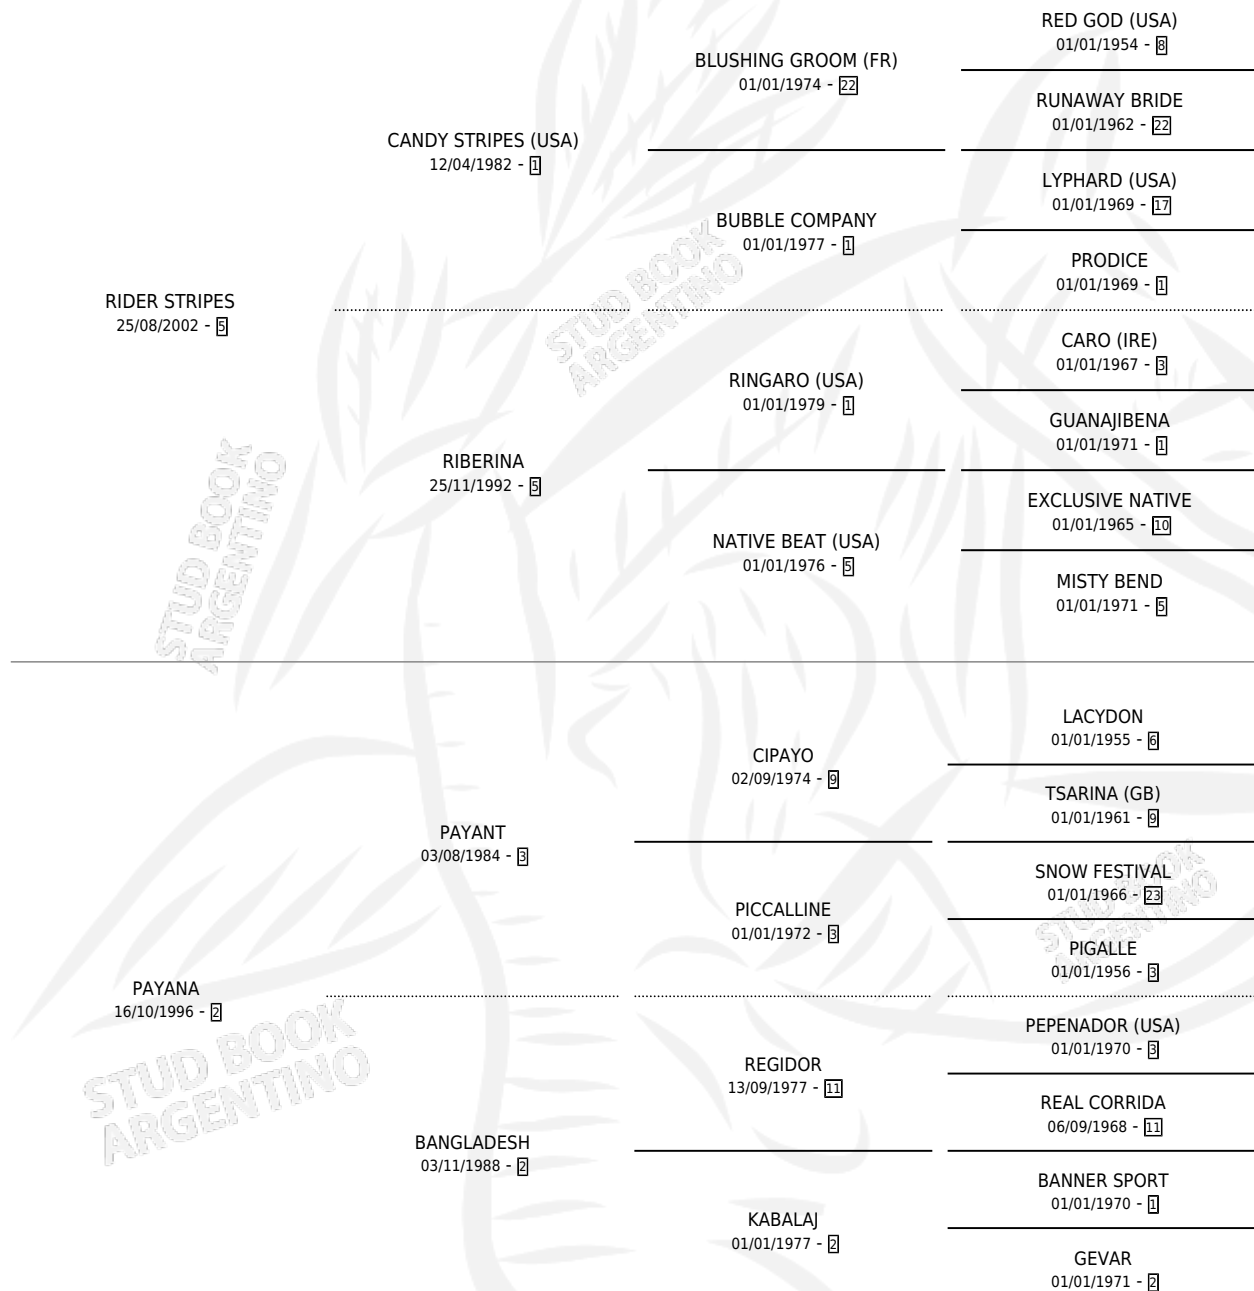 RED GOD (USA)
01/01/1954 - 8
BLUSHING GROOM (FR)
01/01/1974 - 22
RUNAWAY BRIDE
01/01/1962 - 22
CANDY STRIPES (USA)
12/04/1982 - 1
LYPHARD (USA)
01/01/1969 - 17
BUBBLE COMPANY
01/01/1977 - 1
PRODICE
01/01/1969 - 1
RIDER STRIPES
25/08/2002 - 5
STUD BOOK
ARGENTINO
CARO (IRE)
01/01/1967 - 3
RINGARO (USA)
01/01/1979 - 1
GUANAJIBENA
01/01/1971 - 1
RIBERINA
25/11/1992 - 5
EXCLUSIVE NATIVE
01/01/1965 - 10
NATIVE BEAT (USA)
01/01/1976 - 5
MISTY BEND
01/01/1971 - 5
STUD BOOK
ARGENTINO
LACYDON
01/01/1955 - 6
CIPAYO
02/09/1974 - 9
TSARINA (GB)
01/01/1961 - 9
PAYANT
03/08/1984 - 3
SNOW FESTIVAL
01/01/1966 - 23
PICCALLINE
01/01/1972 - 3
STUD BOOK
ARGENTINO
PIGALLE
01/01/1956 - 3
PAYANA
16/10/1996 - 2
PEPENADOR (USA)
01/01/1970 - 3
REGIDOR
13/09/1977 - 11
REAL CORRIDA
06/09/1968 - 11
STUD BOOK
ARGENTINO
BANGLADESH
03/11/1988 - 2
BANNER SPORT
01/01/1970 - 1
KABALAJ
01/01/1977 - 2
GEVAR
01/01/1971 - 2